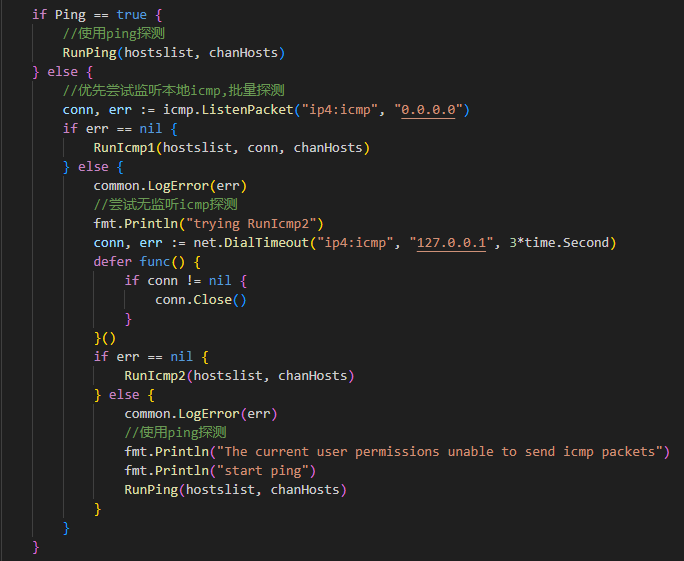 if Ping == true {
//使用ping探测
RunPing(hostslist, chanHosts)
} else {
//优先尝试监听本地icmp,批量探测
conn, err := icmp.ListenPacket("ip4:icmp", "0.0.0.0")
if err == nil {
RunIcmp1(hostslist, conn, chanHosts)
} else {
common.LogError(err)
//尝试无监听icmp探测
fmt.Println("trying RunIcmp2")
conn, err := net.DialTimeout("ip4:icmp", "127.0.0.1", 3*time.Second)
defer func() {
if conn != nil {
conn.Close()
}
}()
if err == nil {
RunIcmp2(hostslist, chanHosts)
} else {
common.LogError(err)
//使用ping探测
fmt.Println("The current user permissions unable to send icmp packets")
fmt.Println("start ping")
RunPing(hostslist, chanHosts)
}
}
}